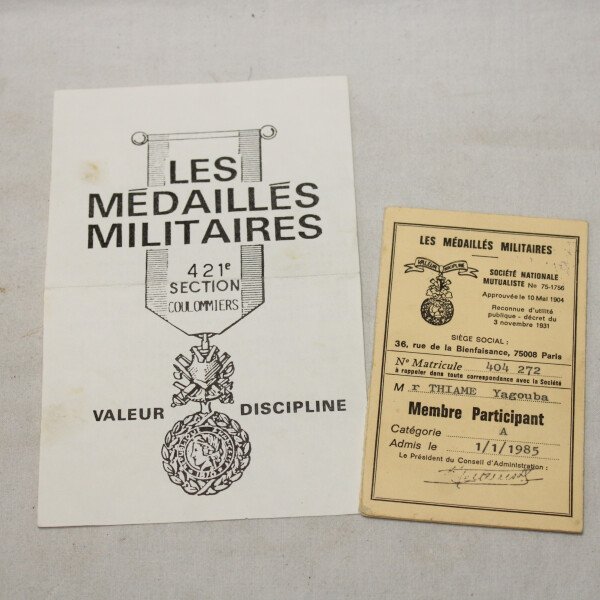 LES
MÉDAILLÉS
MILITAIRES
421e
SECTION
COULOMMIERS
VALEUR DISCIPLINE
LES MÉDAILLÉS MILITAIRES
VALEUR DISCIPLINE
SOCIÉTÉ NATIONALE
MUTUALISTE No 75-1756
Approuvée le 10 Mai 1904
Reconnue d'utilité
publique - décret du
3 novembre 1931
SIÈGE SOCIAL :
36, rue de la Bienfaisance, 75008 Paris
No Matricule 404 272
à rappeler dans toute correspondance avec la Société
M r THIAME Yagouba
Membre Participant
Catégorie A
Admis le 1/1/1985
Le Président du Conseil d'Administration :